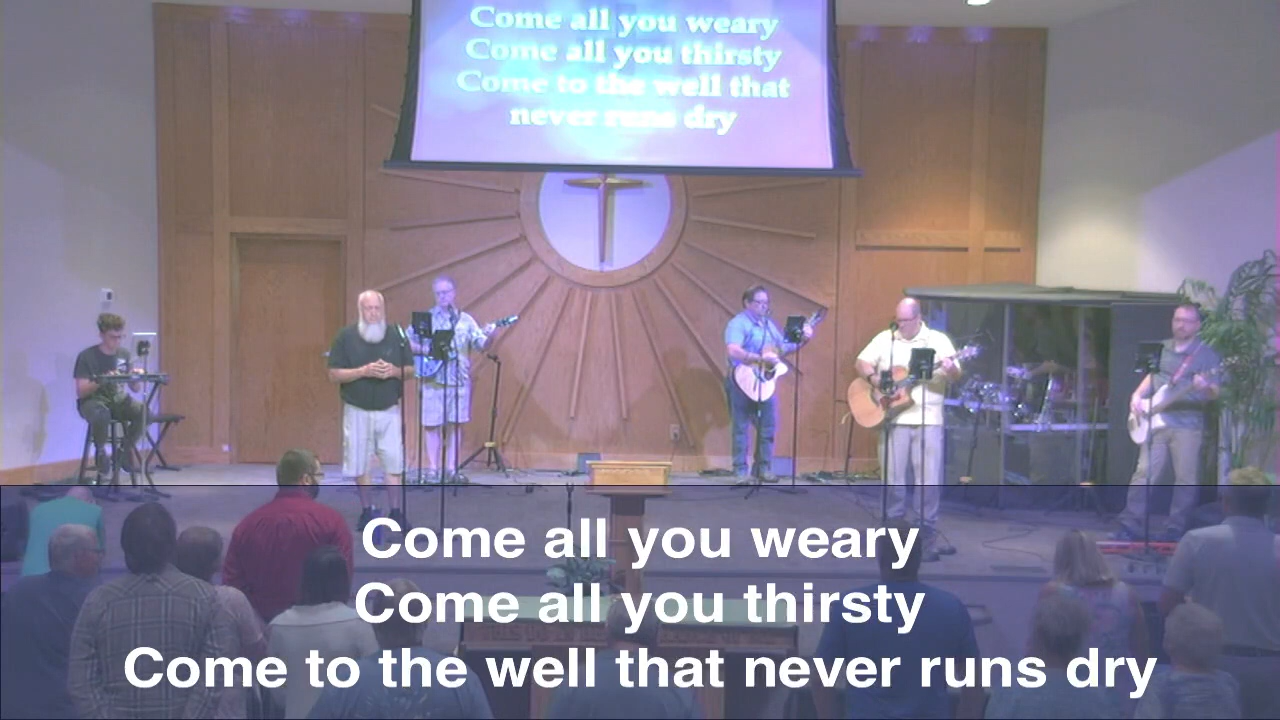 Come all you weary
Come all you thirsty
Come to the well that
never runs dry
Come all you weary
Come all you thirsty
Come to the well that never runs dry